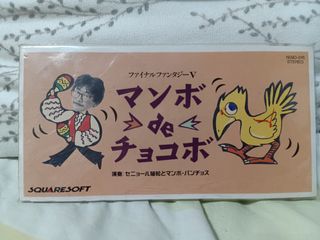 STEREO
ファイナルファンタジーV
マンボ
de
チョコボ
演奏 セニョール植松とマンボ・パンチョス
SQUARESOFT